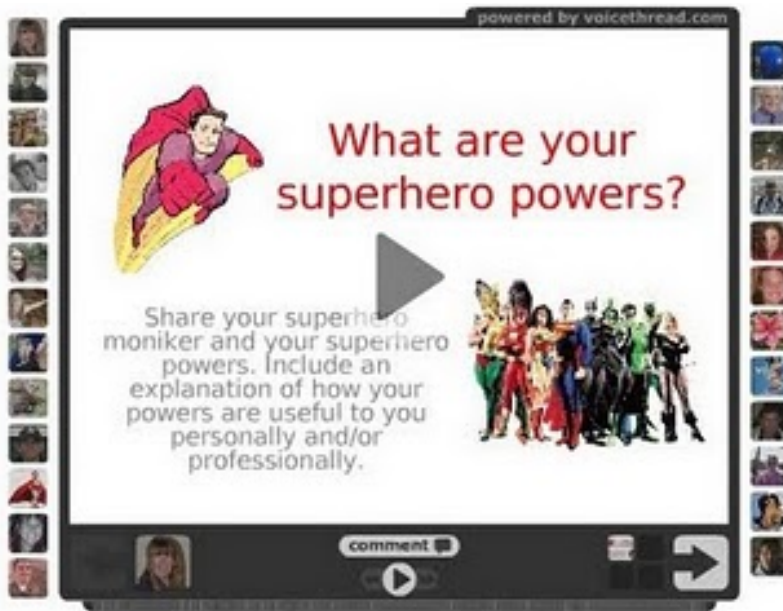 powered by voicethread.com
What are your
superhero powers?
Share your superhero
moniker and your superhero
powers. Include an
explanation of how your
powers are useful to you
personally and/or
professionally.
comment